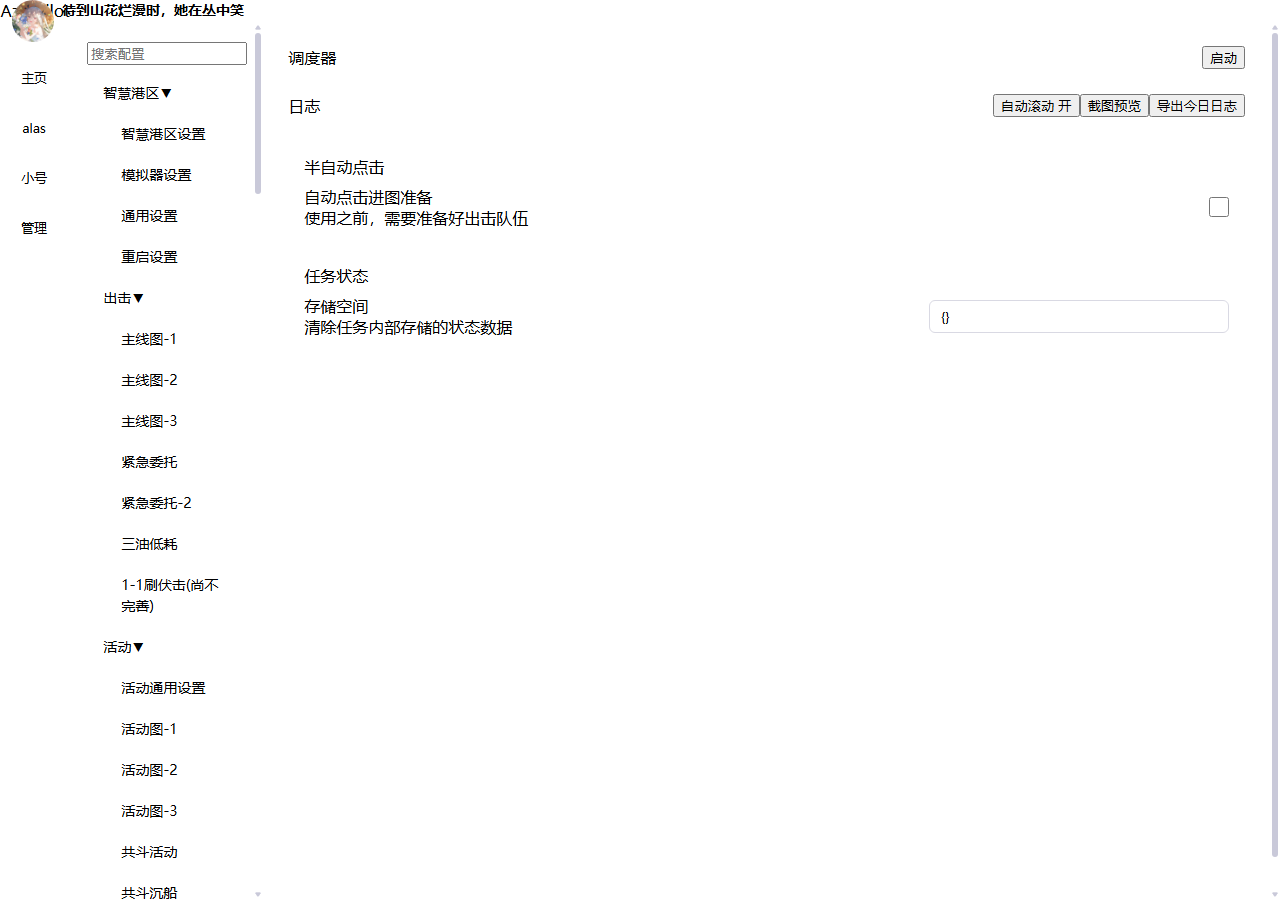 待到山花烂漫时，她在丛中笑
主页
alas
小号
管理
搜索配置
智慧港区▼
智慧港区设置
模拟器设置
通用设置
重启设置
出击▼
主线图-1
主线图-2
主线图-3
紧急委托
紧急委托-2
三油低耗
1-1刷伏击(尚不
完善)
活动▼
活动通用设置
活动图-1
活动图-2
活动图-3
共斗活动
共斗沉船
调度器
启动
日志
自动滚动 开
截图预览
导出今日日志
半自动点击
自动点击进图准备
使用之前，需要准备好出击队伍
任务状态
存储空间
清除任务内部存储的状态数据
{}